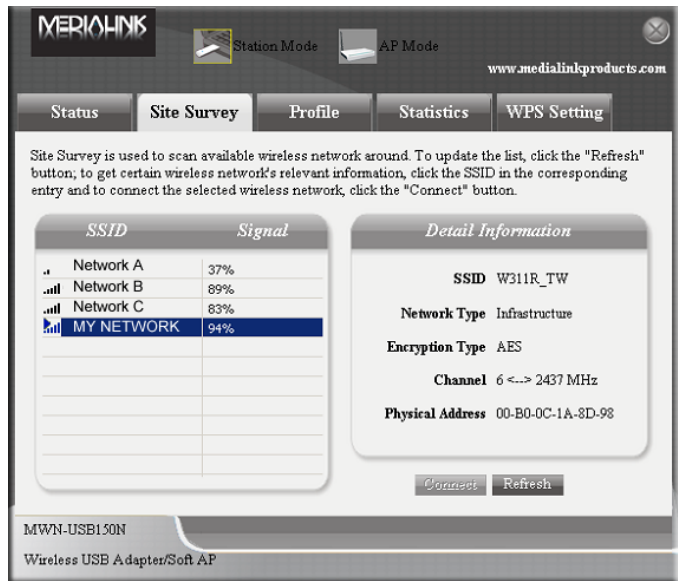 MEDIALINK
Station Mode
AP Mode
www.medialinkproducts.com
Status
Site Survey
Profile
Statistics
WPS Setting
Site Survey is used to scan available wireless network around. To update the list, click the "Refresh"
button; to get certain wireless netwok's relevant information, click the SSID in the corresponding
entry and to connect the selected wireless network, click the "Connect" button.
SSID Signal
Network A 37%
Network B 89%
Network C 83%
MY NETWORK 94%
Detail Information
SSID W311R_TW
Network Type Infrastructure
Encryption Type AES
Channel 6 <--> 2437 MHz
Physical Address 00-B0-0C-1A-8D-98
Connect
Refresh
MWN-USB150N
Wireless USB Adapter/Soft AP